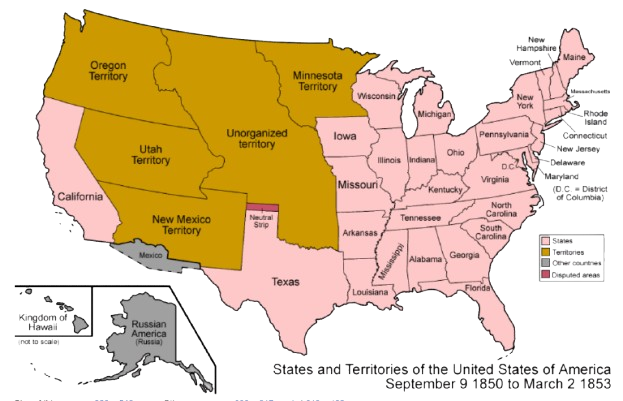 Oregon
Territory
Minnesota
Territory
Unorganized
territory
Utah
Territory
New Mexico
Territory
California
Mexico
Neutral
Strip
Texas
Wisconsin
Iowa
Missouri
Arkansas
Louisiana
Michigan
Illinois
Indiana
Ohio
Kentucky
Tennessee
Mississippi
Alabama
Georgia
Florida
South
Carolina
North
Carolina
Virginia
D.C.
Pennsylvania
New
York
Vermont
New
Hampshire
Maine
Massachusetts
Rhode
Island
Connecticut
New Jersey
Delaware
Maryland
(D.C. = District
of Columbia)
States
Territories
Other countries
Disputed areas
Kingdom of
Hawaii
(not to scale)
Russian
America
(Russia)
States and Territories of the United States of America
September 9 1850 to March 2 1853